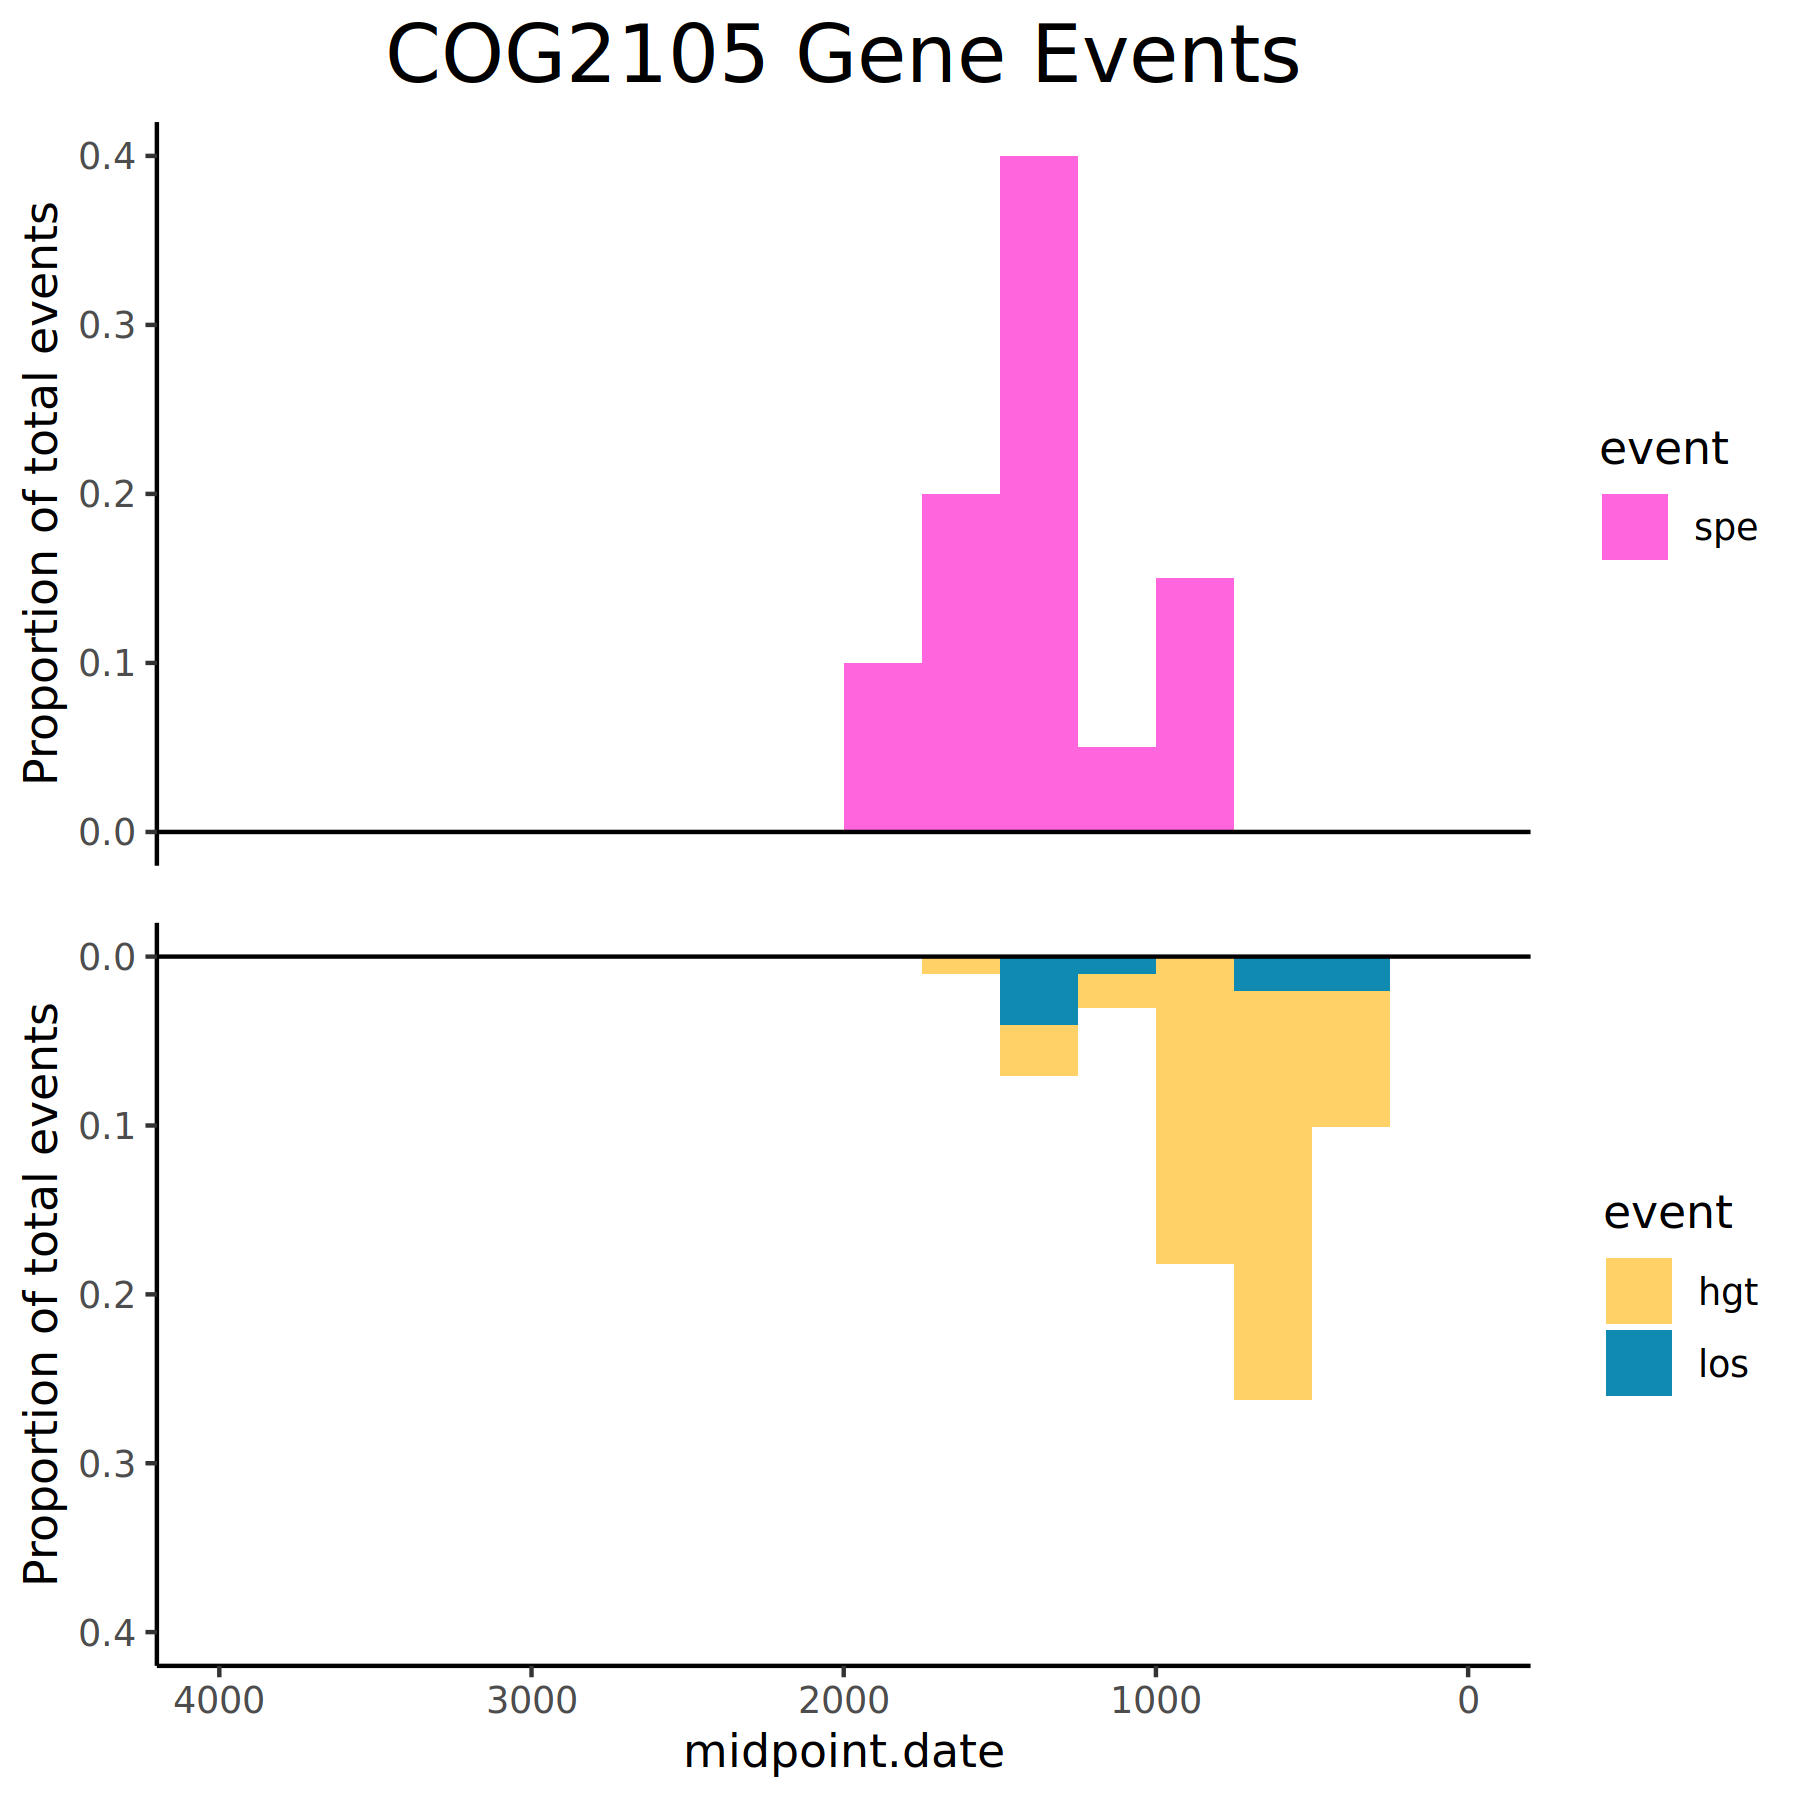 COG2105 Gene Events
Proportion of total events
0.4
0.3
0.2
0.1
0.0
event
spe
Proportion of total events
0.0
0.1
0.2
0.3
0.4
event
hgt
los
4000 3000 2000 1000 0
midpoint.date